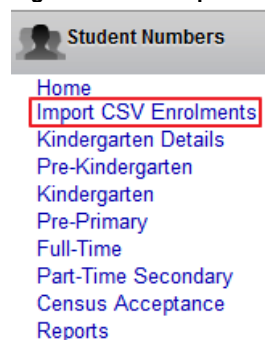 Student Numbers
Home
Import CSV Enrolments
Kindergarten Details
Pre-Kindergarten
Kindergarten
Pre-Primary
Full-Time
Part-Time Secondary
Census Acceptance
Reports